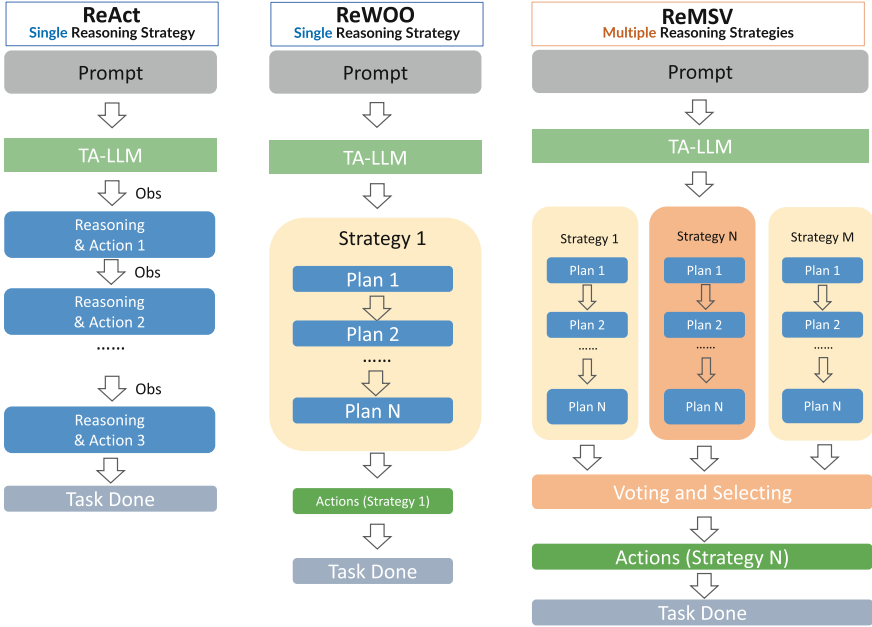 ReAct
Single Reasoning Strategy
Prompt
TA-LLM
Obs
Reasoning
& Action 1
Obs
Reasoning
& Action 2
......
Obs
Reasoning
& Action 3
Task Done
ReWOO
Single Reasoning Strategy
Prompt
TA-LLM
Strategy 1
Plan 1
Plan 2
......
Plan N
Actions (Strategy 1)
Task Done
ReMSV
Multiple Reasoning Strategies
Prompt
TA-LLM
Strategy 1
Plan 1
Plan 2
......
Plan N
Strategy N
Plan 1
Plan 2
......
Plan N
Strategy M
Plan 1
Plan 2
......
Plan N
Voting and Selecting
Actions (Strategy N)
Task Done